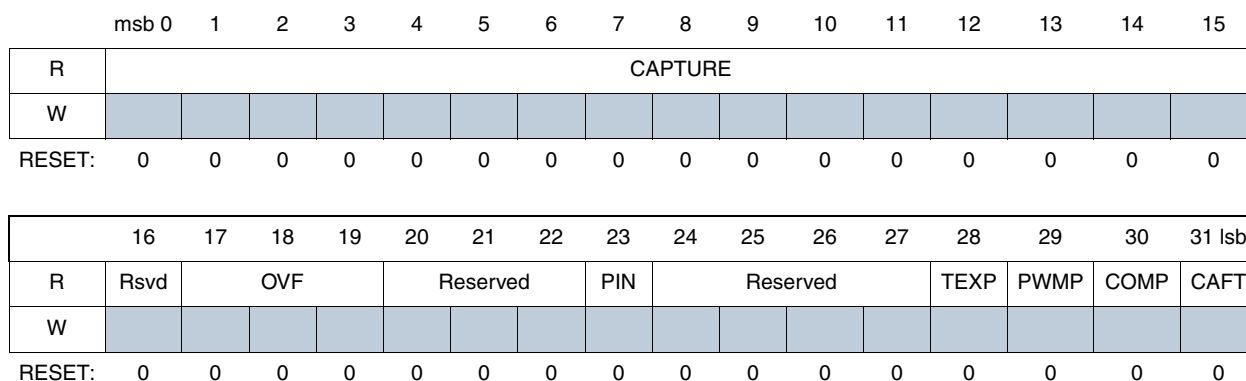 msb 0 1 2 3 4 5 6 7 8 9 10 11 12 13 14 15
R CAPTURE
W
RESET: 0 0 0 0 0 0 0 0 0 0 0 0 0 0 0 0
16 17 18 19 20 21 22 23 24 25 26 27 28 29 30 31 lsb
R Rsvd OVF Reserved PIN Reserved TEXP PWMP COMP CAFT
W
RESET: 0 0 0 0 0 0 0 0 0 0 0 0 0 0 0 0